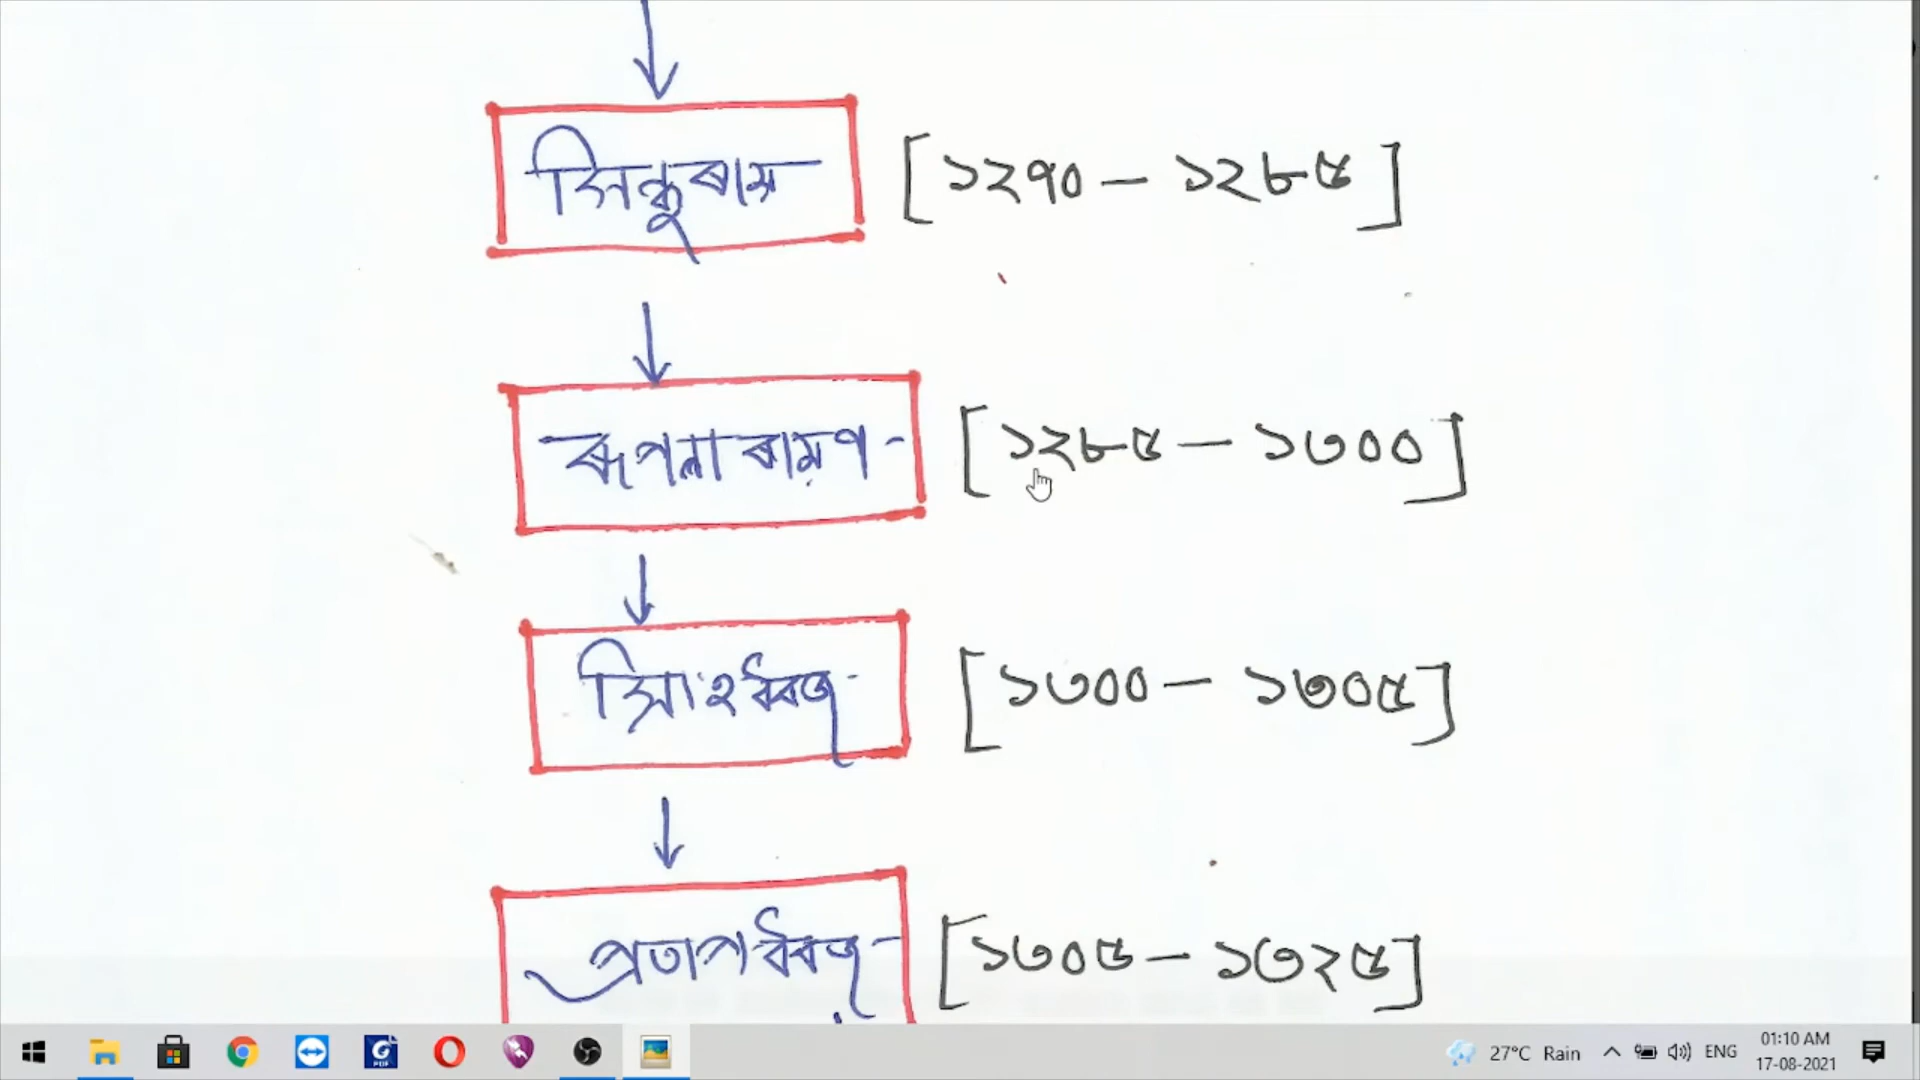 সিন্ধুৰায় [১২৭০ – ১২৮৫]
ৰূপনাৰায়ণ - [১২৮৫ – ১৩০০]
সিংহধ্বজ - [১৩০০ – ১৩০৫]
প্ৰতাপধ্বজ - [১৩০৫ – ১৩২৫]
27°C Rain ENG 01:10 AM
17-08-2021